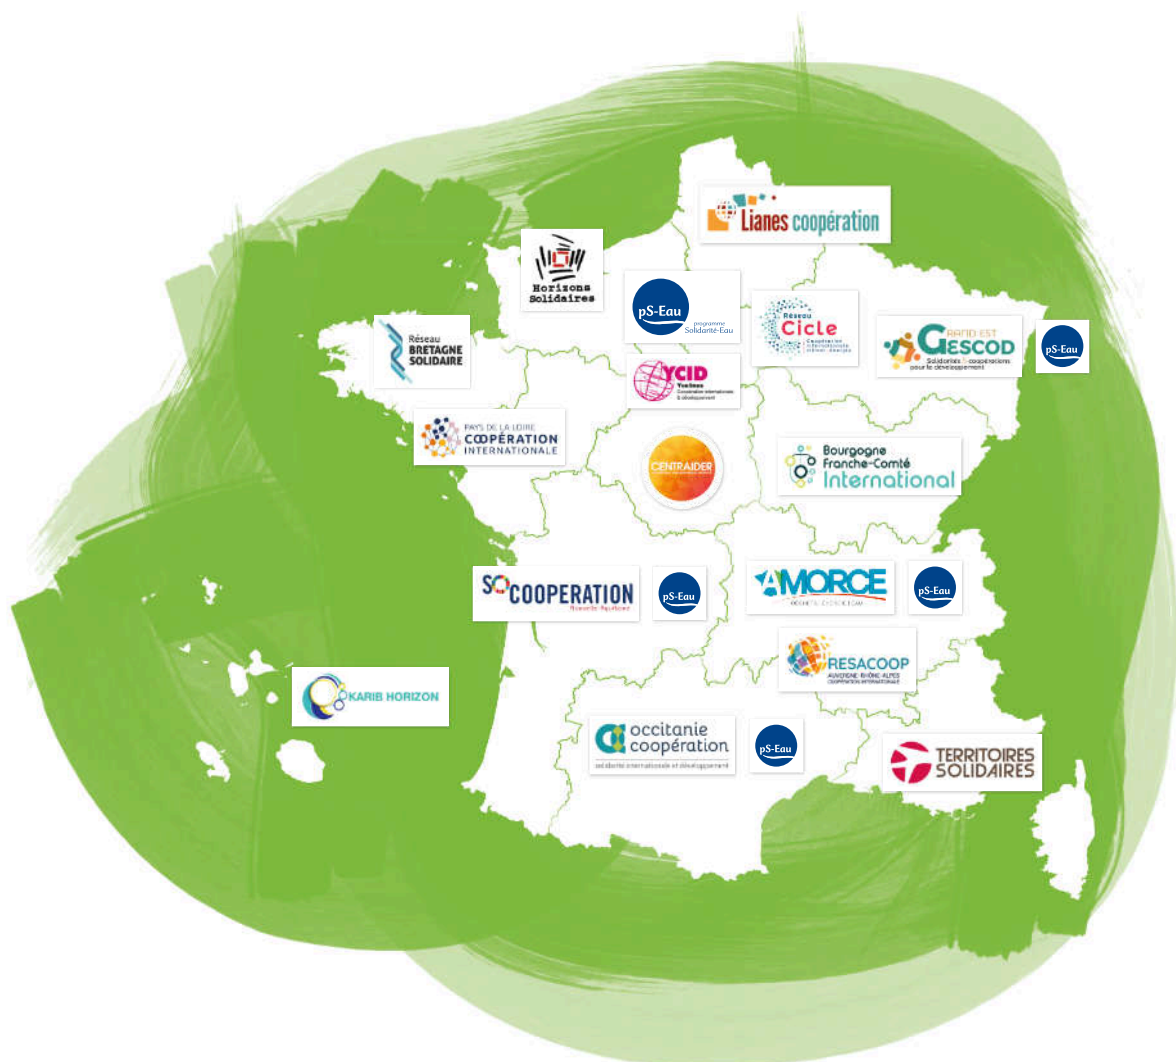 Lianes coopération
Horizons
Solidaires
pS-Eau
programme
Solidarité-Eau
Réseau
Cicle
Coopération
GRAND EST
GESCOD
Solidarités & coopérations
pour le développement
pS-Eau
Réseau
BRETAGNE
SOLIDAIRE
YCID
Yvelines
Coopération internationale
& développement
PAYS DE LA LOIRE
COOPÉRATION
INTERNATIONALE
CENTRAIDER
Bourgogne
Franche-Comté
International
SO COOPERATION
Nouvelle-Aquitaine
pS-Eau
AMORCE
pS-Eau
RESACOOP
AUVERGNE-RHÔNE-ALPES
COOPÉRATION INTERNATIONALE
KARIB HORIZON
occitanie
coopération
solidarité internationale et développement
pS-Eau
TERRITOIRES
SOLIDAIRES